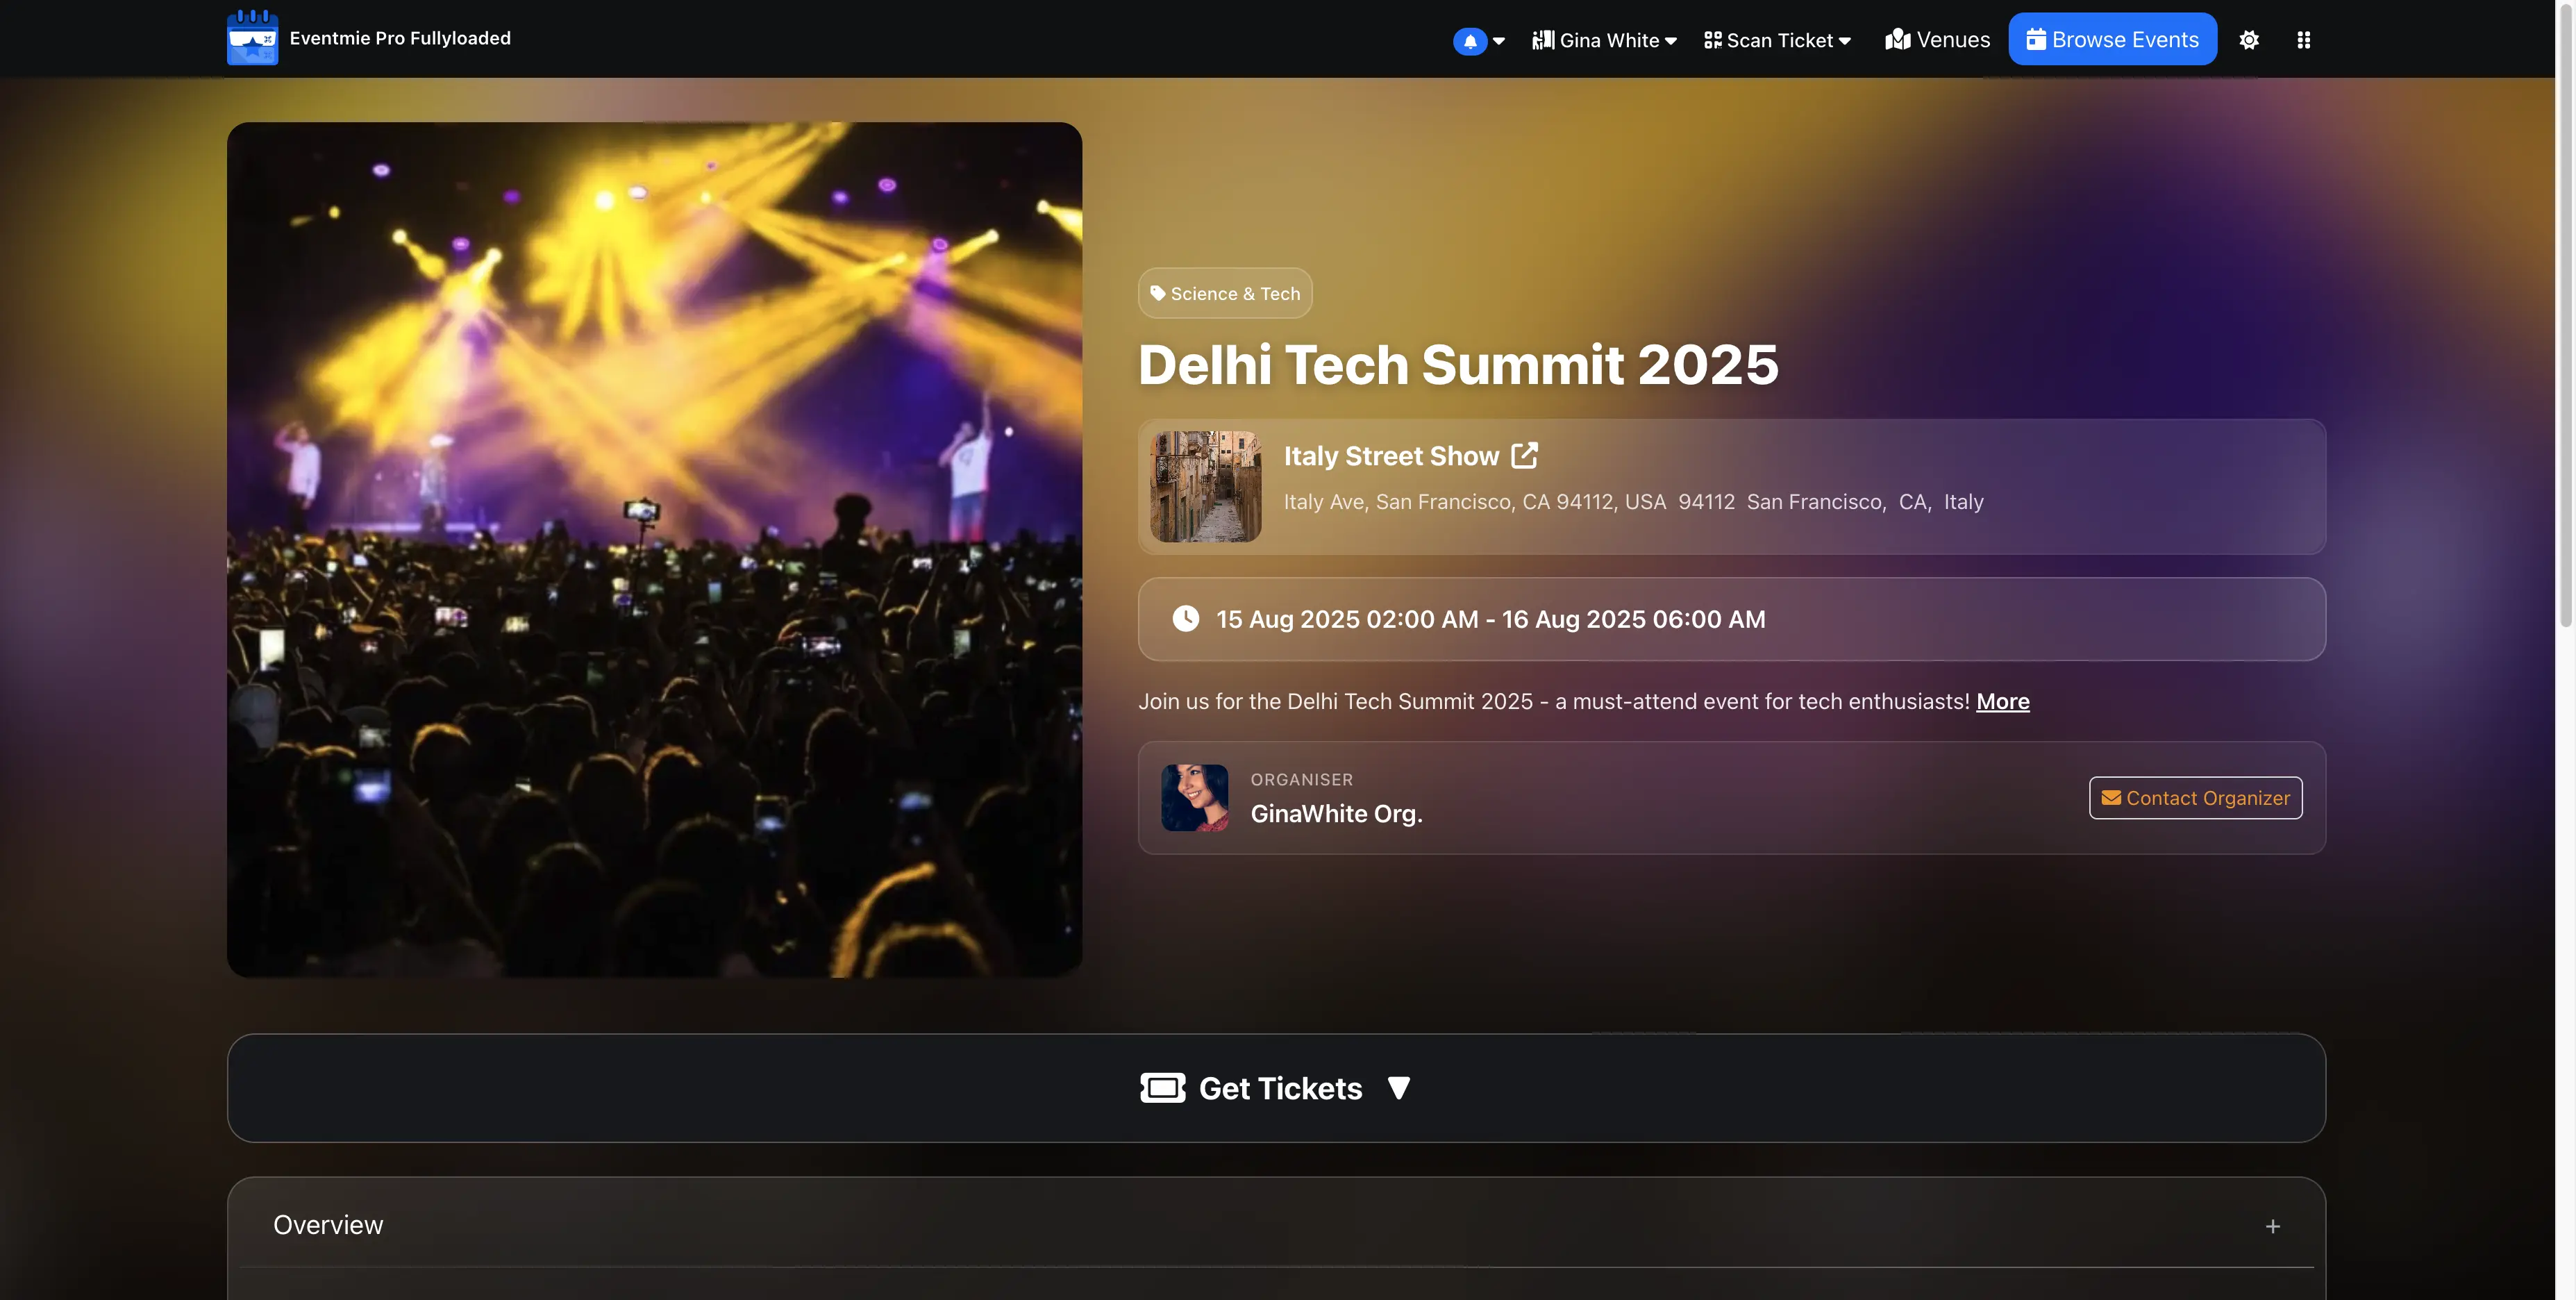 Eventmie Pro Fullyloaded
Gina White
Scan Ticket
Venues
Browse Events
Science & Tech
Delhi Tech Summit 2025
Italy Street Show
Italy Ave, San Francisco, CA 94112, USA 94112 San Francisco, CA, Italy
15 Aug 2025 02:00 AM - 16 Aug 2025 06:00 AM
Join us for the Delhi Tech Summit 2025 - a must-attend event for tech enthusiasts! More
ORGANISER
GinaWhite Org.
Contact Organizer
Get Tickets
Overview
+